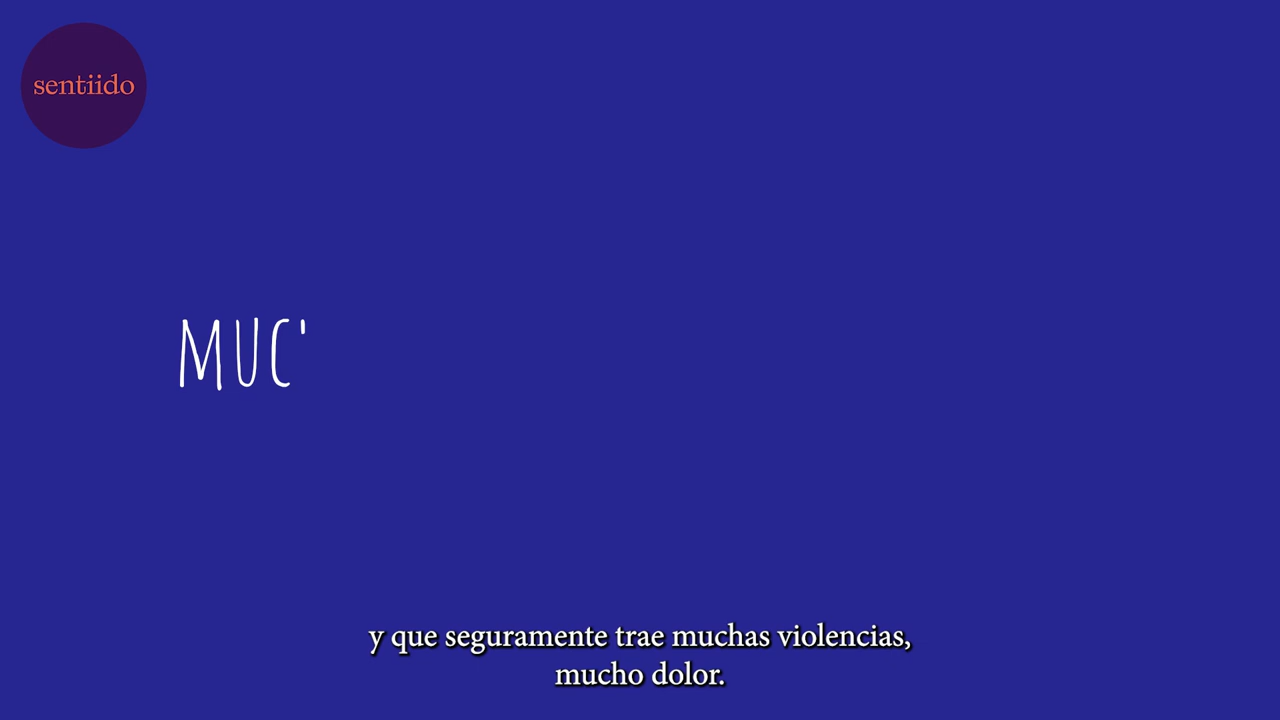 sentiido
MUC'
y que seguramente trae muchas violencias,
mucho dolor.